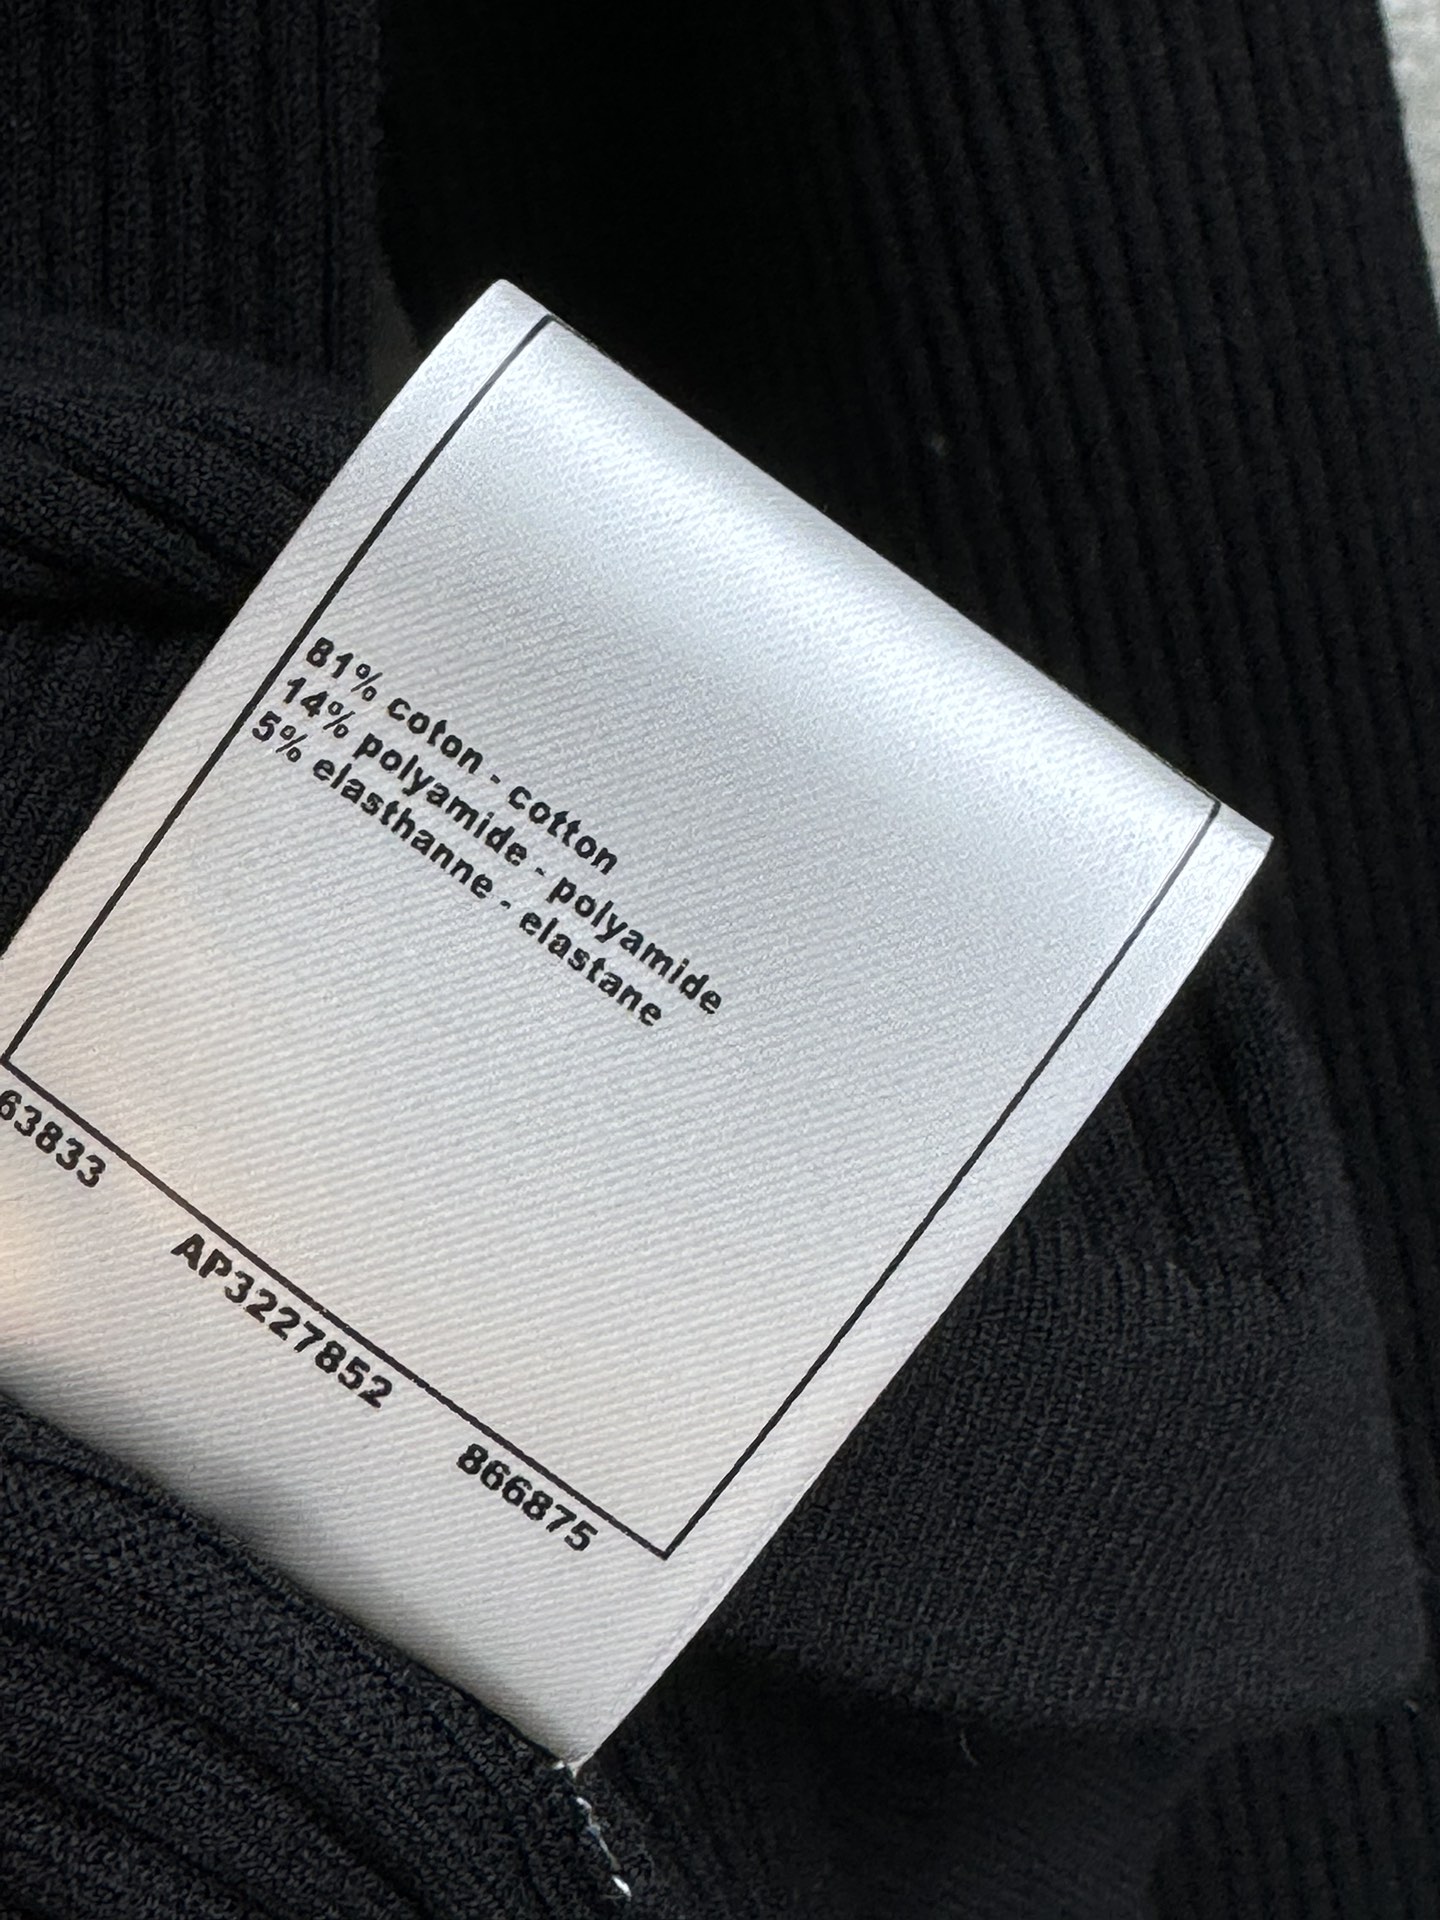 81% coton - cotton
14% polyamide - polyamide
5% elasthanne - elastane
63833 AP3227852 866875